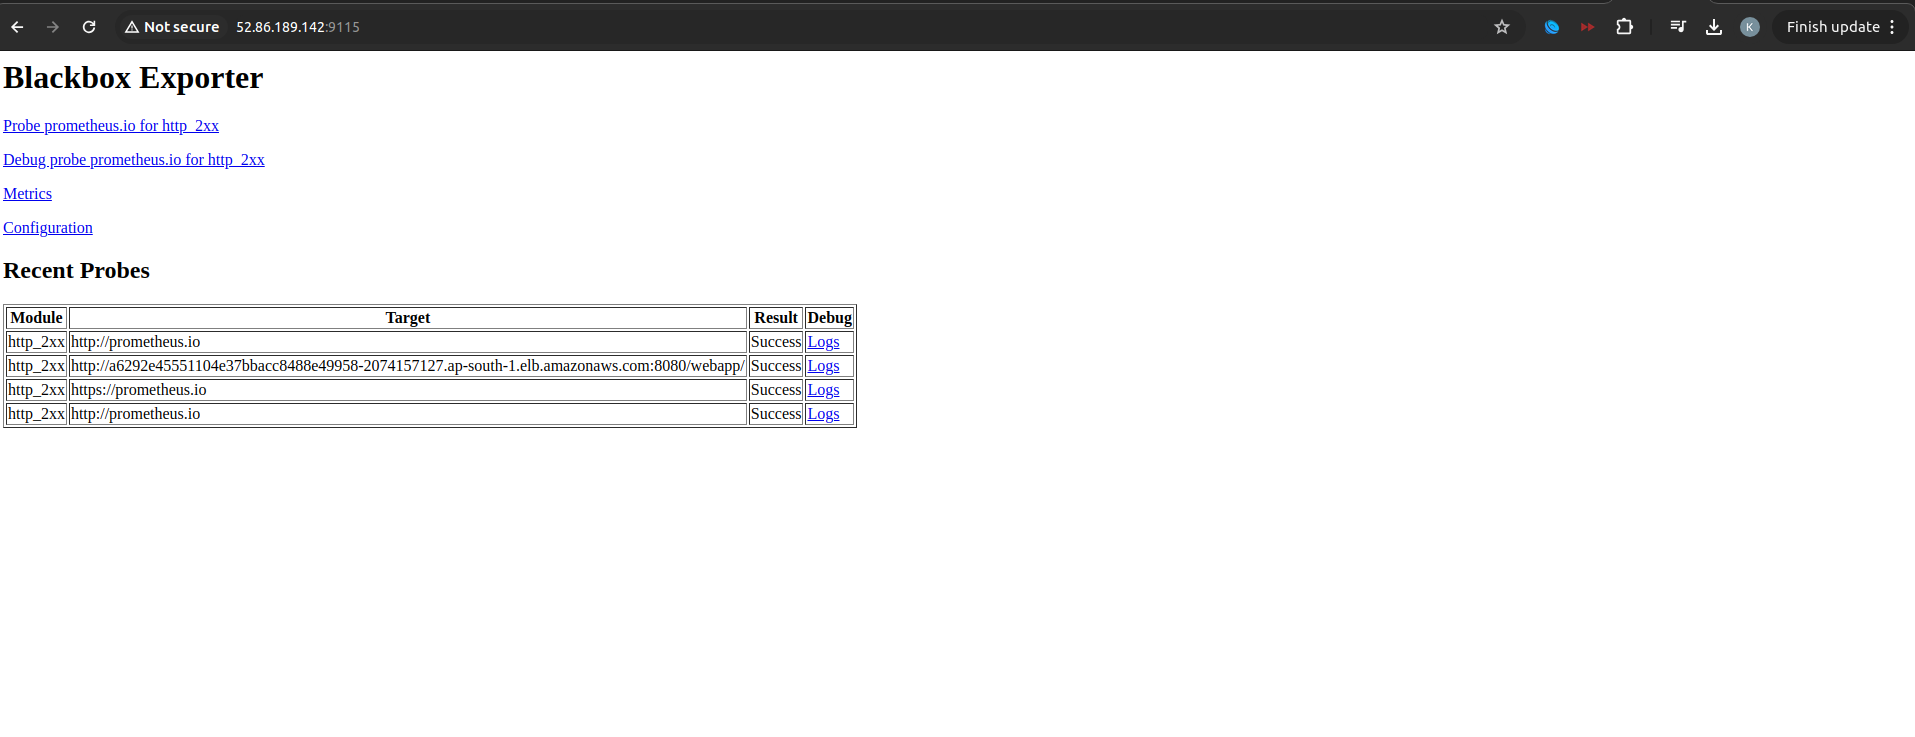 Not secure 52.86.189.142:9115 K Finish update
Blackbox Exporter
Probe prometheus.io for http_2xx
Debug probe prometheus.io for http_2xx
Metrics
Configuration
Recent Probes
Module Target Result Debug
http_2xx http://prometheus.io Success Logs
http_2xx http://a6292e45551104e37bbacc8488e49958-2074157127.ap-south-1.elb.amazonaws.com:8080/webapp/ Success Logs
http_2xx https://prometheus.io Success Logs
http_2xx http://prometheus.io Success Logs